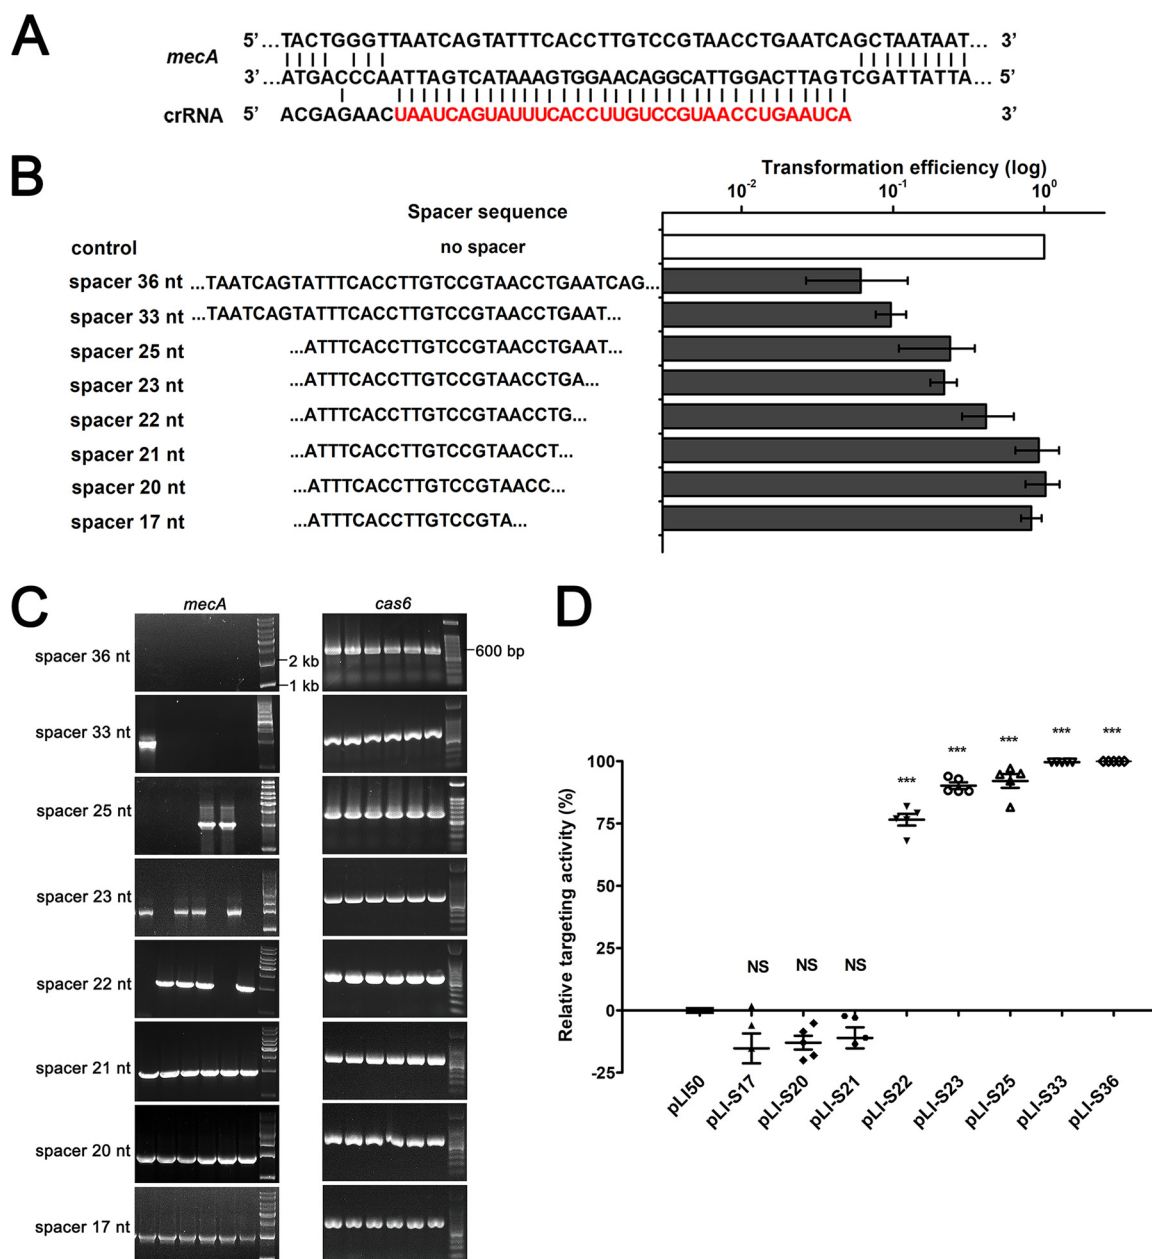 A
5’ ...TACTGGGTTAATCAGTATTTCACCTTGTCCGTAACCTGAATCAGCTAATAAT... 3’
mecA
3’ ...ATGACCCAATTAGTCATAAAGTGGAACAGGCATTGGACTTAGTCGATTATTA... 5’
crRNA 5’ ACGAGAACUAAUCAGUAUUUCACCUUGUCCGUAACCUGAAUCA 3’
B
Transformation efficiency (log)
10-2 10-1 100
Spacer sequence
control no spacer
spacer 36 nt ...TAATCAGTATTTCACCTTGTCCGTAACCTGAATCAG...
spacer 33 nt ...TAATCAGTATTTCACCTTGTCCGTAACCTGAAT...
spacer 25 nt ...ATTTCACCTTGTCCGTAACCTGAAT...
spacer 23 nt ...ATTTCACCTTGTCCGTAACCTGA...
spacer 22 nt ...ATTTCACCTTGTCCGTAACCTG...
spacer 21 nt ...ATTTCACCTTGTCCGTAACCT...
spacer 20 nt ...ATTTCACCTTGTCCGTAACC...
spacer 17 nt ...ATTTCACCTTGTCCGTA...
C
mecA cas6
spacer 36 nt
2 kb
1 kb
600 bp
spacer 33 nt
spacer 25 nt
spacer 23 nt
spacer 22 nt
spacer 21 nt
spacer 20 nt
spacer 17 nt
D
Relative targeting activity (%)
100
75
50
25
0
-25
NS NS NS *** *** *** *** ***
pLI50 pLI-S17 pLI-S20 pLI-S21 pLI-S22 pLI-S23 pLI-S25 pLI-S33 pLI-S36